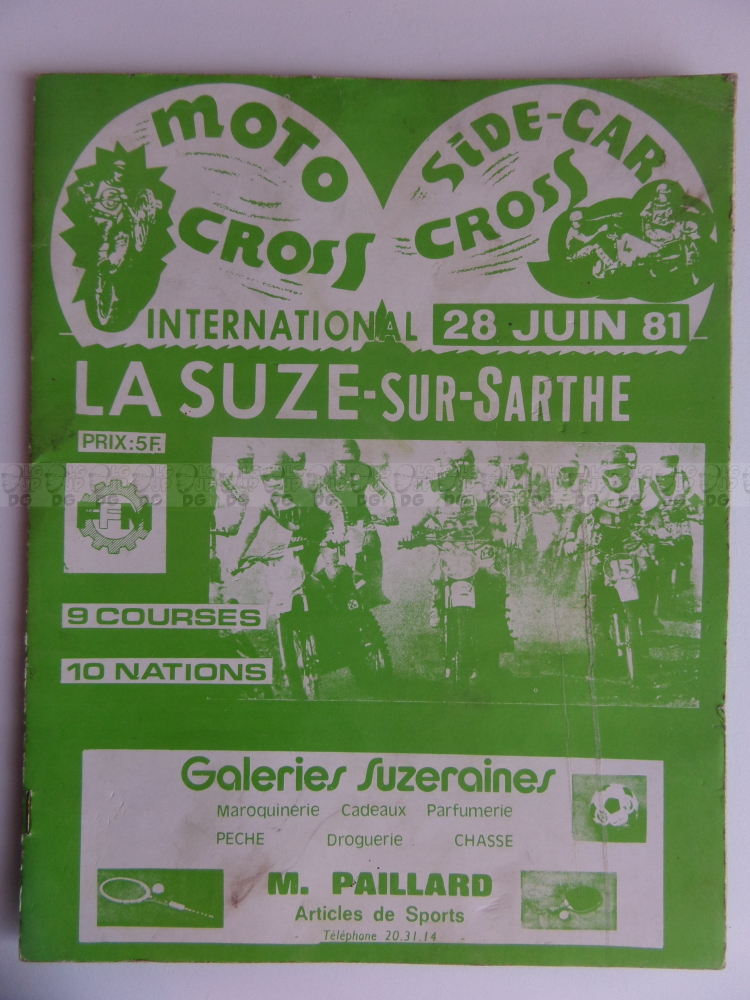 MOTO
CROSS
SIDE-CAR
CROSS
INTERNATIONAL 28 JUIN 81
LA SUZE-SUR-SARTHE
PRIX:5F.
FFM
9 COURSES
10 NATIONS
Galeries Suzeraines
Maroquinerie Cadeaux Parfumerie
PECHE Droguerie CHASSE
M. PAILLARD
Articles de Sports
Téléphone 20.31.14